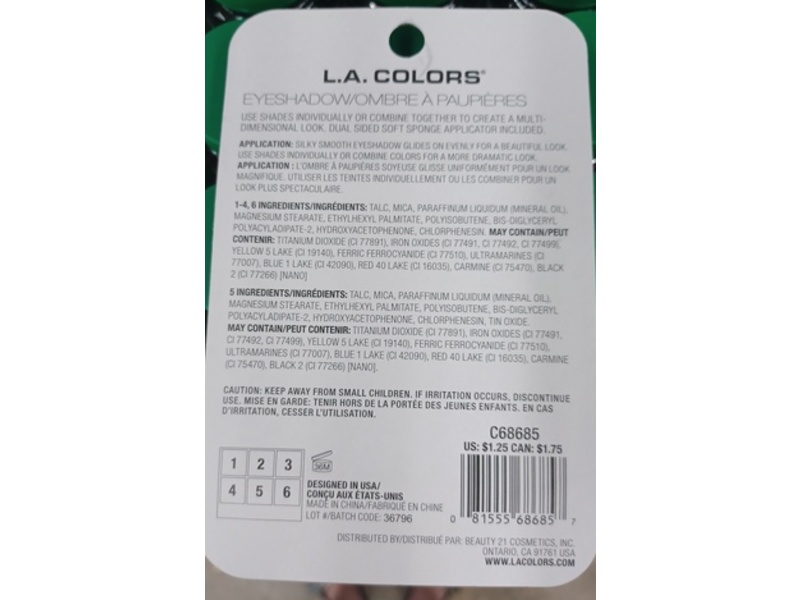 L.A. COLORS®
EYESHADOW/OMBRE À PAUPIÈRES
USE SHADES INDIVIDUALLY OR COMBINE TOGETHER TO CREATE A MULTI-
DIMENSIONAL LOOK. DUAL SIDED SOFT SPONGE APPLICATOR INCLUDED.
APPLICATION: SILKY SMOOTH EYESHADOW GLIDES ON EVENLY FOR A BEAUTIFUL LOOK.
USE SHADES INDIVIDUALLY OR COMBINE COLORS FOR A MORE DRAMATIC LOOK.
APPLICATION : L'OMBRE À PAUPIÈRES SOYEUSE GLISSE UNIFORMÉMENT POUR UN LOOK
MAGNIFIQUE. UTILISER LES TEINTES INDIVIDUELLEMENT OU LES COMBINER POUR UN
LOOK PLUS SPECTACULAIRE.
1-4, 6 INGREDIENTS/INGRÉDIENTS: TALC, MICA, PARAFFINUM LIQUIDUM (MINERAL OIL),
MAGNESIUM STEARATE, ETHYLHEXYL PALMITATE, POLYISOBUTENE, BIS-DIGLYCERYL
POLYACYLADIPATE-2, HYDROXYACETOPHENONE, CHLORPHENESIN. MAY CONTAIN/PEUT
CONTENIR: TITANIUM DIOXIDE (CI 77891), IRON OXIDES (CI 77491, CI 77492, CI 77499),
YELLOW 5 LAKE (CI 19140), FERRIC FERROCYANIDE (CI 77510), ULTRAMARINES (CI
77007), BLUE 1 LAKE (CI 42090), RED 40 LAKE (CI 16035), CARMINE (CI 75470), BLACK
2 (CI 77266) [NANO]
5 INGREDIENTS/INGRÉDIENTS: TALC, MICA, PARAFFINUM LIQUIDUM (MINERAL OIL),
MAGNESIUM STEARATE, ETHYLHEXYL PALMITATE, POLYISOBUTENE, BIS-DIGLYCERYL
POLYACYLADIPATE-2, HYDROXYACETOPHENONE, CHLORPHENESIN, TIN OXIDE.
MAY CONTAIN/PEUT CONTENIR: TITANIUM DIOXIDE (CI 77891), IRON OXIDES (CI 77491,
CI 77492, CI 77499), YELLOW 5 LAKE (CI 19140), FERRIC FERROCYANIDE (CI 77510),
ULTRAMARINES (CI 77007), BLUE 1 LAKE (CI 42090), RED 40 LAKE (CI 16035), CARMINE
(CI 75470), BLACK 2 (CI 77266) [NANO].
CAUTION: KEEP AWAY FROM SMALL CHILDREN. IF IRRITATION OCCURS, DISCONTINUE
USE. MISE EN GARDE: TENIR HORS DE LA PORTÉE DES JEUNES ENFANTS. EN CAS
D'IRRITATION, CESSER L'UTILISATION.
C68685
US: $1.25 CAN: $1.75
1 2 3
4 5 6
36M
DESIGNED IN USA/
CONÇU AUX ÉTATS-UNIS
MADE IN CHINA/FABRIQUÉ EN CHINE
LOT #/BATCH CODE: 36796
0 81555 68685 7
DISTRIBUTED BY/DISTRIBUÉ PAR: BEAUTY 21 COSMETICS, INC.
ONTARIO, CA 91761 USA
WWW.LACOLORS.COM